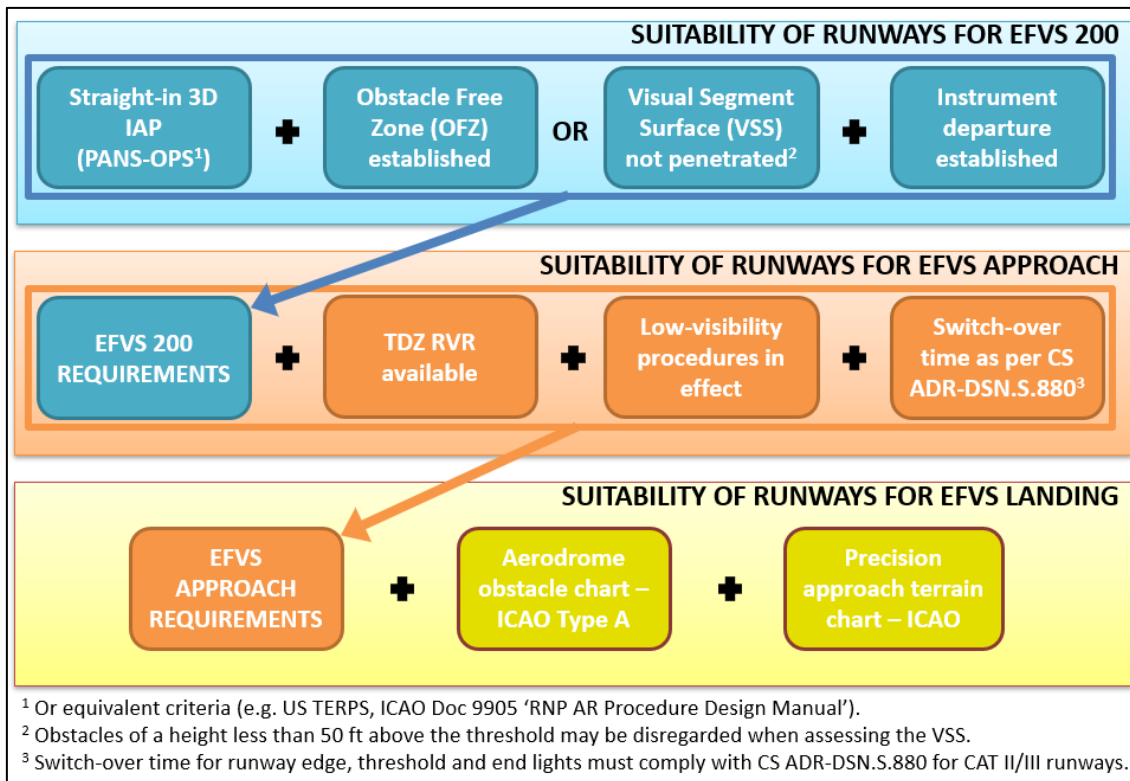 SUITABILITY OF RUNWAYS FOR EFVS 200
Straight-in 3D
IAP
(PANS-OPS¹)
+
Obstacle Free
Zone (OFZ)
established
OR
Visual Segment
Surface (VSS)
not penetrated²
+
Instrument
departure
established
SUITABILITY OF RUNWAYS FOR EFVS APPROACH
EFVS 200
REQUIREMENTS
+
TDZ RVR
available
+
Low-visibility
procedures in
effect
+
Switch-over
time as per CS
ADR-DSN.S.880³
SUITABILITY OF RUNWAYS FOR EFVS LANDING
EFVS
APPROACH
REQUIREMENTS
+
Aerodrome
obstacle chart –
ICAO Type A
+
Precision
approach terrain
chart – ICAO
¹ Or equivalent criteria (e.g. US TERPS, ICAO Doc 9905 ‘RNP AR Procedure Design Manual’).
² Obstacles of a height less than 50 ft above the threshold may be disregarded when assessing the VSS.
³ Switch-over time for runway edge, threshold and end lights must comply with CS ADR-DSN.S.880 for CAT II/III runways.